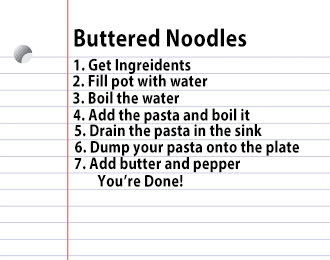 Buttered Noodles
1. Get Ingreidents
2. Fill pot with water
3. Boil the water
4. Add the pasta and boil it
5. Drain the pasta in the sink
6. Dump your pasta onto the plate
7. Add butter and pepper
You're Done!